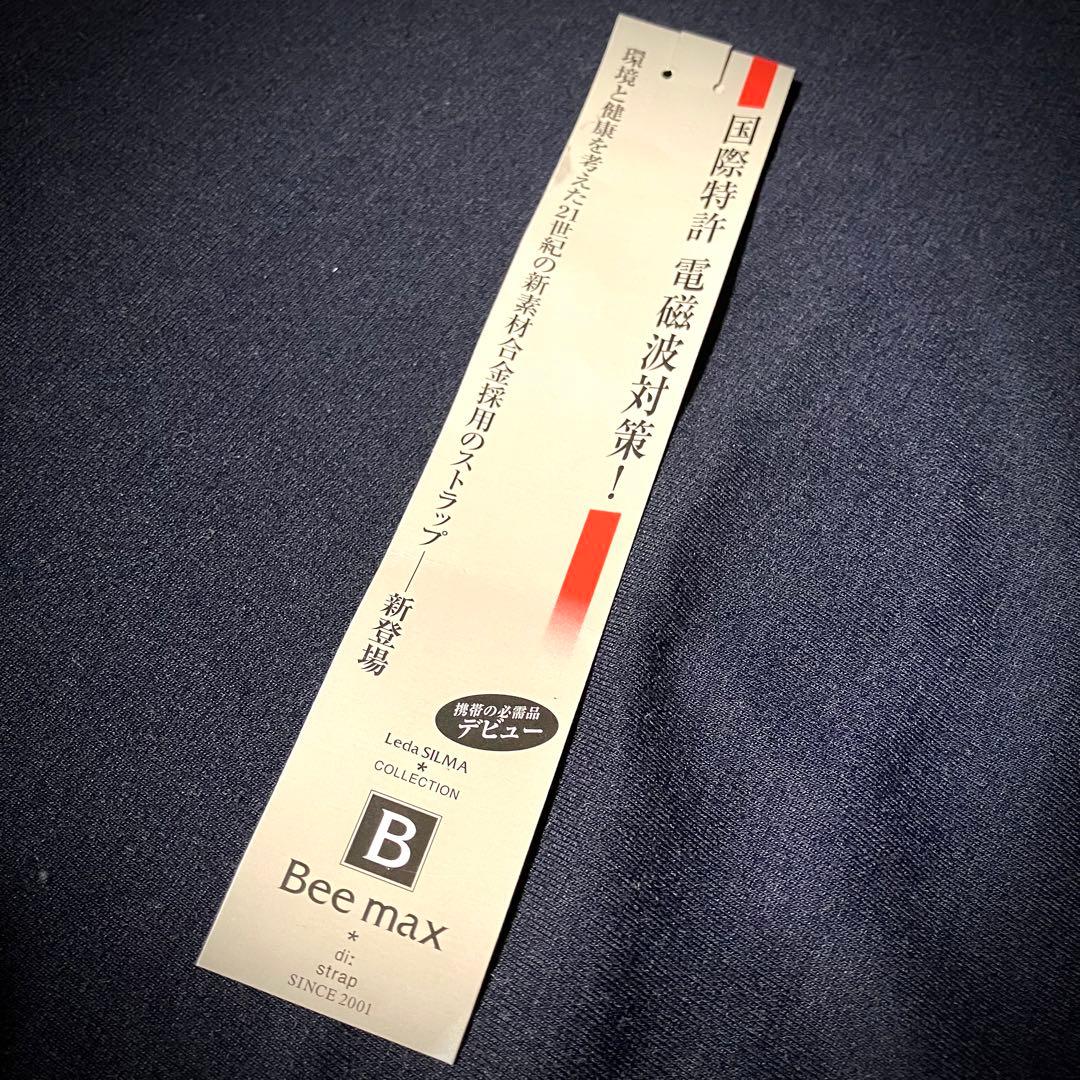 国際特許 電磁波対策!
環境と健康を考えた21世紀の新素材合金採用のストラップ——新登場
携帯の必需品
デビュー
Leda SILMA
*
COLLECTION
B
Bee max
*
di:
strap
SINCE 2001